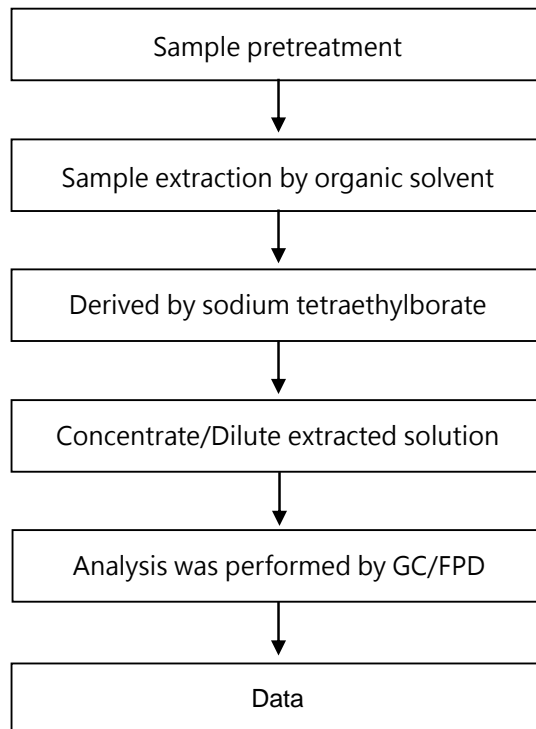 Sample pretreatment
Sample extraction by organic solvent
Derived by sodium tetraethylborate
Concentrate/Dilute extracted solution
Analysis was performed by GC/FPD
Data